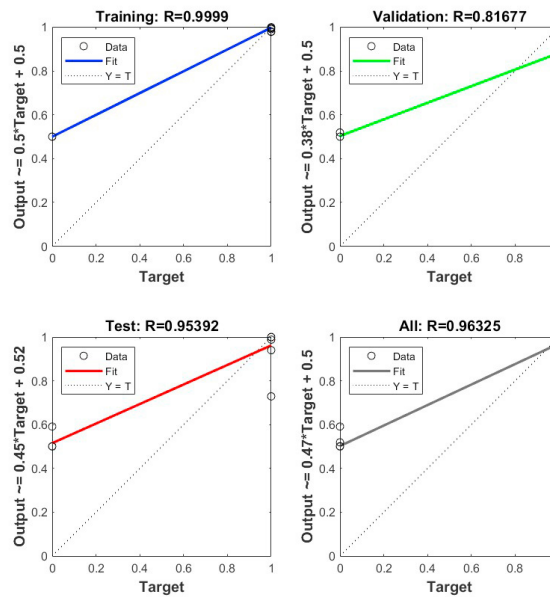 Training: R=0.9999
Output ~= 0.5*Target + 0.5
1
0.8
0.6
0.4
0.2
0
Data
Fit
Y = T
0 0.2 0.4 0.6 0.8 1
Target
Validation: R=0.81677
Output ~= 0.38*Target + 0.5
1
0.8
0.6
0.4
0.2
0
Data
Fit
Y = T
0 0.2 0.4 0.6 0.8
Target
Test: R=0.95392
Output ~= 0.45*Target + 0.52
1
0.8
0.6
0.4
0.2
0
Data
Fit
Y = T
0 0.2 0.4 0.6 0.8 1
Target
All: R=0.96325
Output ~= 0.47*Target + 0.5
1
0.8
0.6
0.4
0.2
0
Data
Fit
Y = T
0 0.2 0.4 0.6 0.8
Target